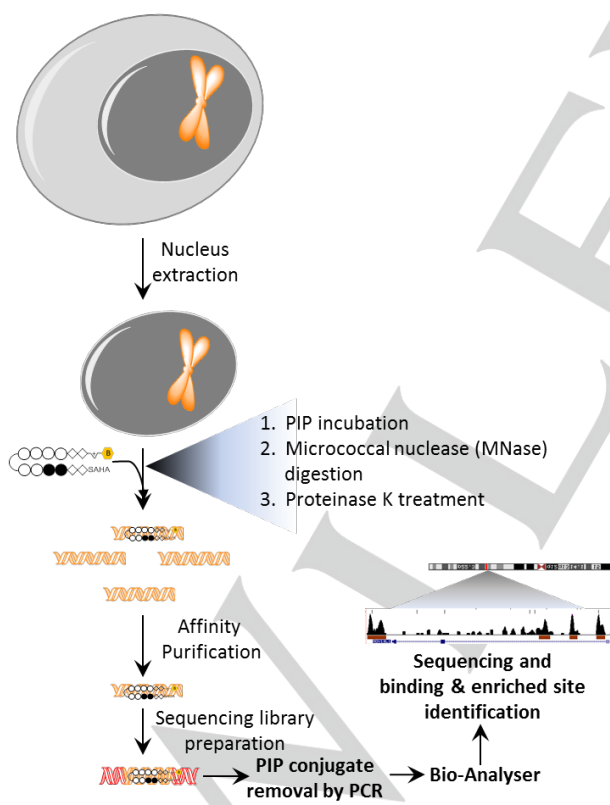 Nucleus
extraction
1. PIP incubation
2. Micrococcal nuclease (MNase)
digestion
3. Proteinase K treatment
B
SAHA
Affinity
Purification
Sequencing library
preparation
PIP conjugate
removal by PCR
Bio-Analyser
Sequencing and
binding & enriched site
identification
WILEY